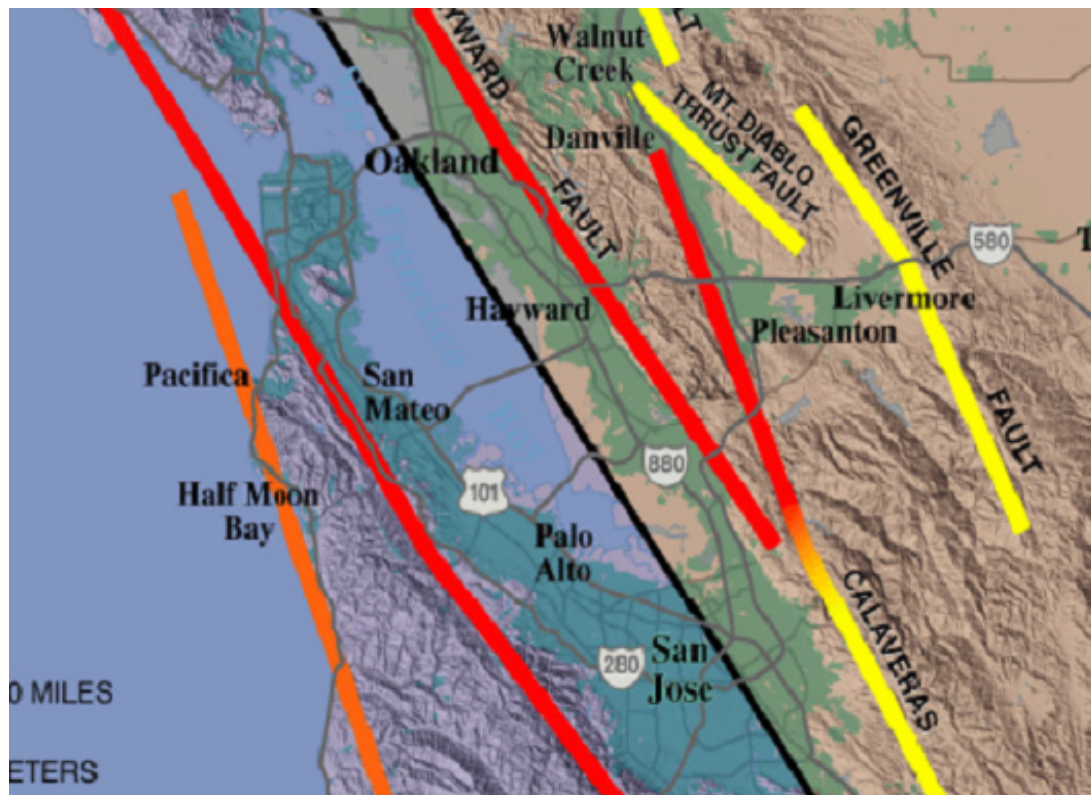 YWARD
FAULT
LT
Walnut
Creek
MT. DIABLO
THRUST FAULT
Danville
GREENVILLE
FAULT
Oakland
580
T
Hayward
Livermore
Pleasanton
Pacifica
San
Mateo
880
101
Half Moon
Bay
Palo
Alto
CALAVERAS
San
Jose
280
0 MILES
ETERS